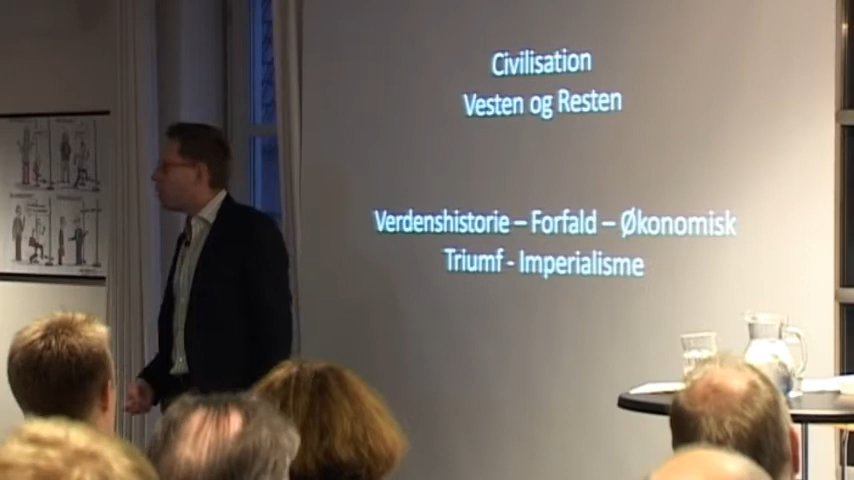 Civilisation
Vesten og Resten
Verdenshistorie – Forfald – Økonomisk
Triumf - Imperialisme